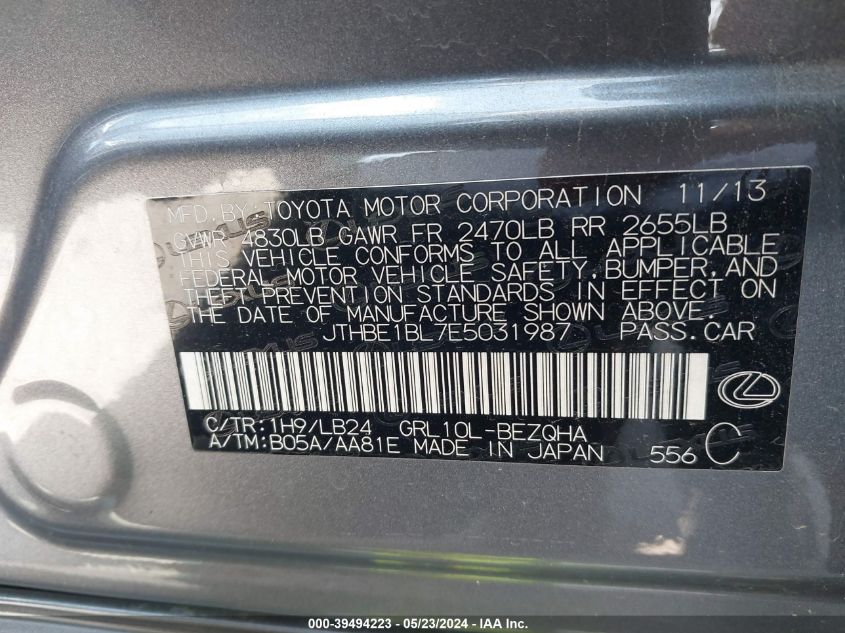 MFD. BY: TOYOTA MOTOR CORPORATION 11/13
GVWR 4830LB GAWR FR 2470LB RR 2655LB
THIS VEHICLE CONFORMS TO ALL APPLICABLE
FEDERAL MOTOR VEHICLE SAFETY, BUMPER, AND
THEFT PREVENTION STANDARDS IN EFFECT ON
THE DATE OF MANUFACTURE SHOWN ABOVE.
JTHBE1BL7E5031987 PASS. CAR
C/TR: 1H9/LB24 GRL10L-BEZQHA
A/TM: B05A/AA81E MADE IN JAPAN 556 C
000-39494223 - 05/23/2024 - IAA Inc.